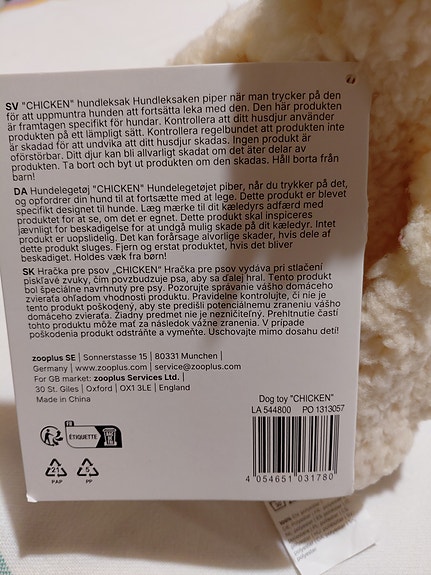 SV "CHICKEN" hundleksak Hundleksaken piper när man trycker på den
för att uppmuntra hunden att fortsätta leka med den. Den här produkten
är framtagen specifikt för hundar. Kontrollera att ditt husdjur använder
produkten på ett lämpligt sätt. Kontrollera regelbundet att produkten inte
är skadad för att undvika att ditt husdjur skadas. Ingen produkt är
oförstörbar. Ditt djur kan bli allvarligt skadat om det äter delar av
produkten. Ta bort och byt ut produkten om den skadas. Håll borta från
barn!
DA Hundelegetøj "CHICKEN" Hundelegetøjet piber, når du trykker på det,
og opfordrer din hund til at fortsætte med at lege. Dette produkt er blevet
specifikt designet til hunde. Læg mærke til dit kæledyrs adfærd med
produktet for at se, om det er egnet. Dette produkt skal inspiceres
jævnligt for beskadigelse for at undgå mulig skade på dit kæledyr. Intet
produkt er uopslideligt. Det kan forårsage alvorlige skader, hvis dele af
dette produkt sluges. Fjern og erstat produktet, hvis det bliver
beskadiget. Holdes væk fra børn!
SK Hračka pre psov „CHICKEN" Hračka pre psov vydáva pri stlačení
pískľavé zvuky, čím povzbudzuje psa, aby sa ďalej hral. Tento produkt
bol špeciálne navrhnutý pre psy. Pozorujte správanie vášho domáceho
zvieraťa ohľadom vhodnosti produktu. Pravidelne kontrolujte, či nie je
tento produkt poškodený, aby ste predišli potenciálnemu zraneniu vášho
domáceho zvieraťa. Žiadny predmet nie je nezničiteľný. Prehltnutie častí
tohto produktu môže mať za následok vážne zranenia. V prípade
poškodenia produkt odstráňte a vymeňte. Uschovajte mimo dosahu detí!
zooplus SE | Sonnerstasse 15 | 80331 Munchen |
Germany | www.zooplus.com | service@zooplus.com
For GB market: zooplus Services Ltd. |
30 St. Giles | Oxford | OX1 3LE | England
Made in China
FR
ÉTIQUETTE
21
PAP
5
PP
Dog toy "CHICKEN"
LA 544800 PO 1313057
4 054651 031780